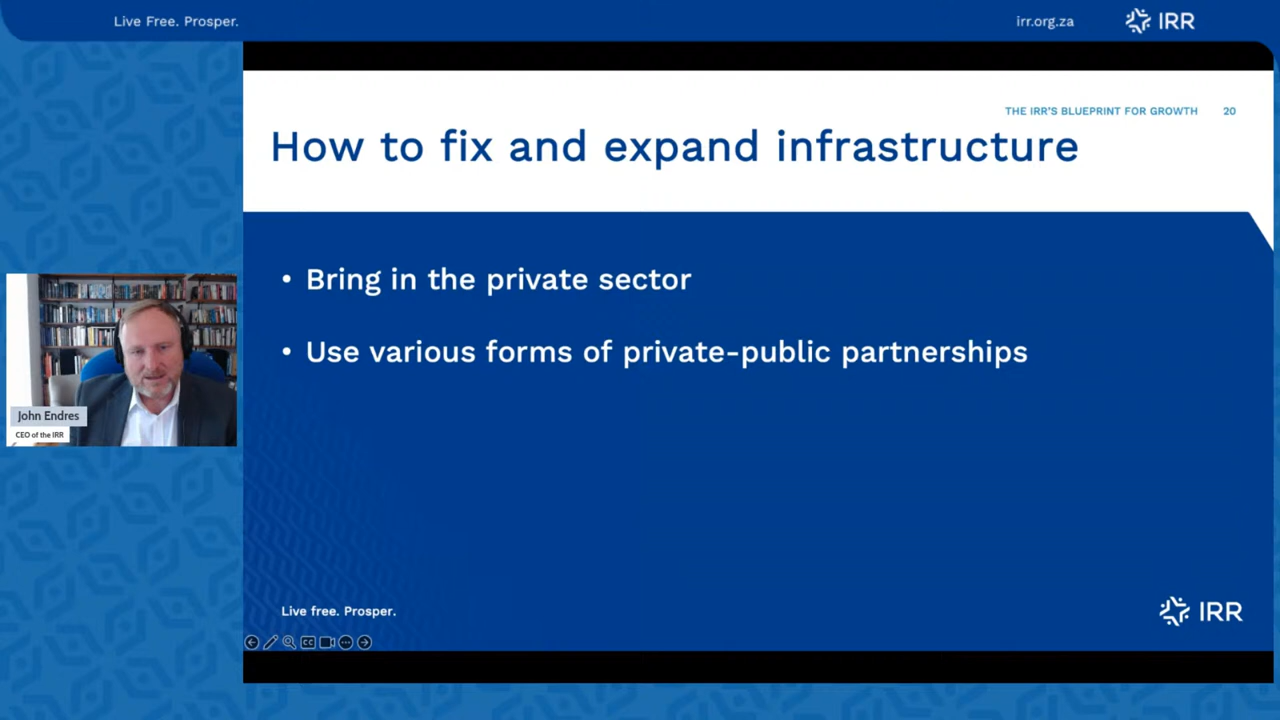 Live Free. Prosper.
irr.org.za
IRR
THE IRR'S BLUEPRINT FOR GROWTH 20
How to fix and expand infrastructure
• Bring in the private sector
• Use various forms of private-public partnerships
John Endres
CEO of the IRR
Live free. Prosper.
IRR
CC